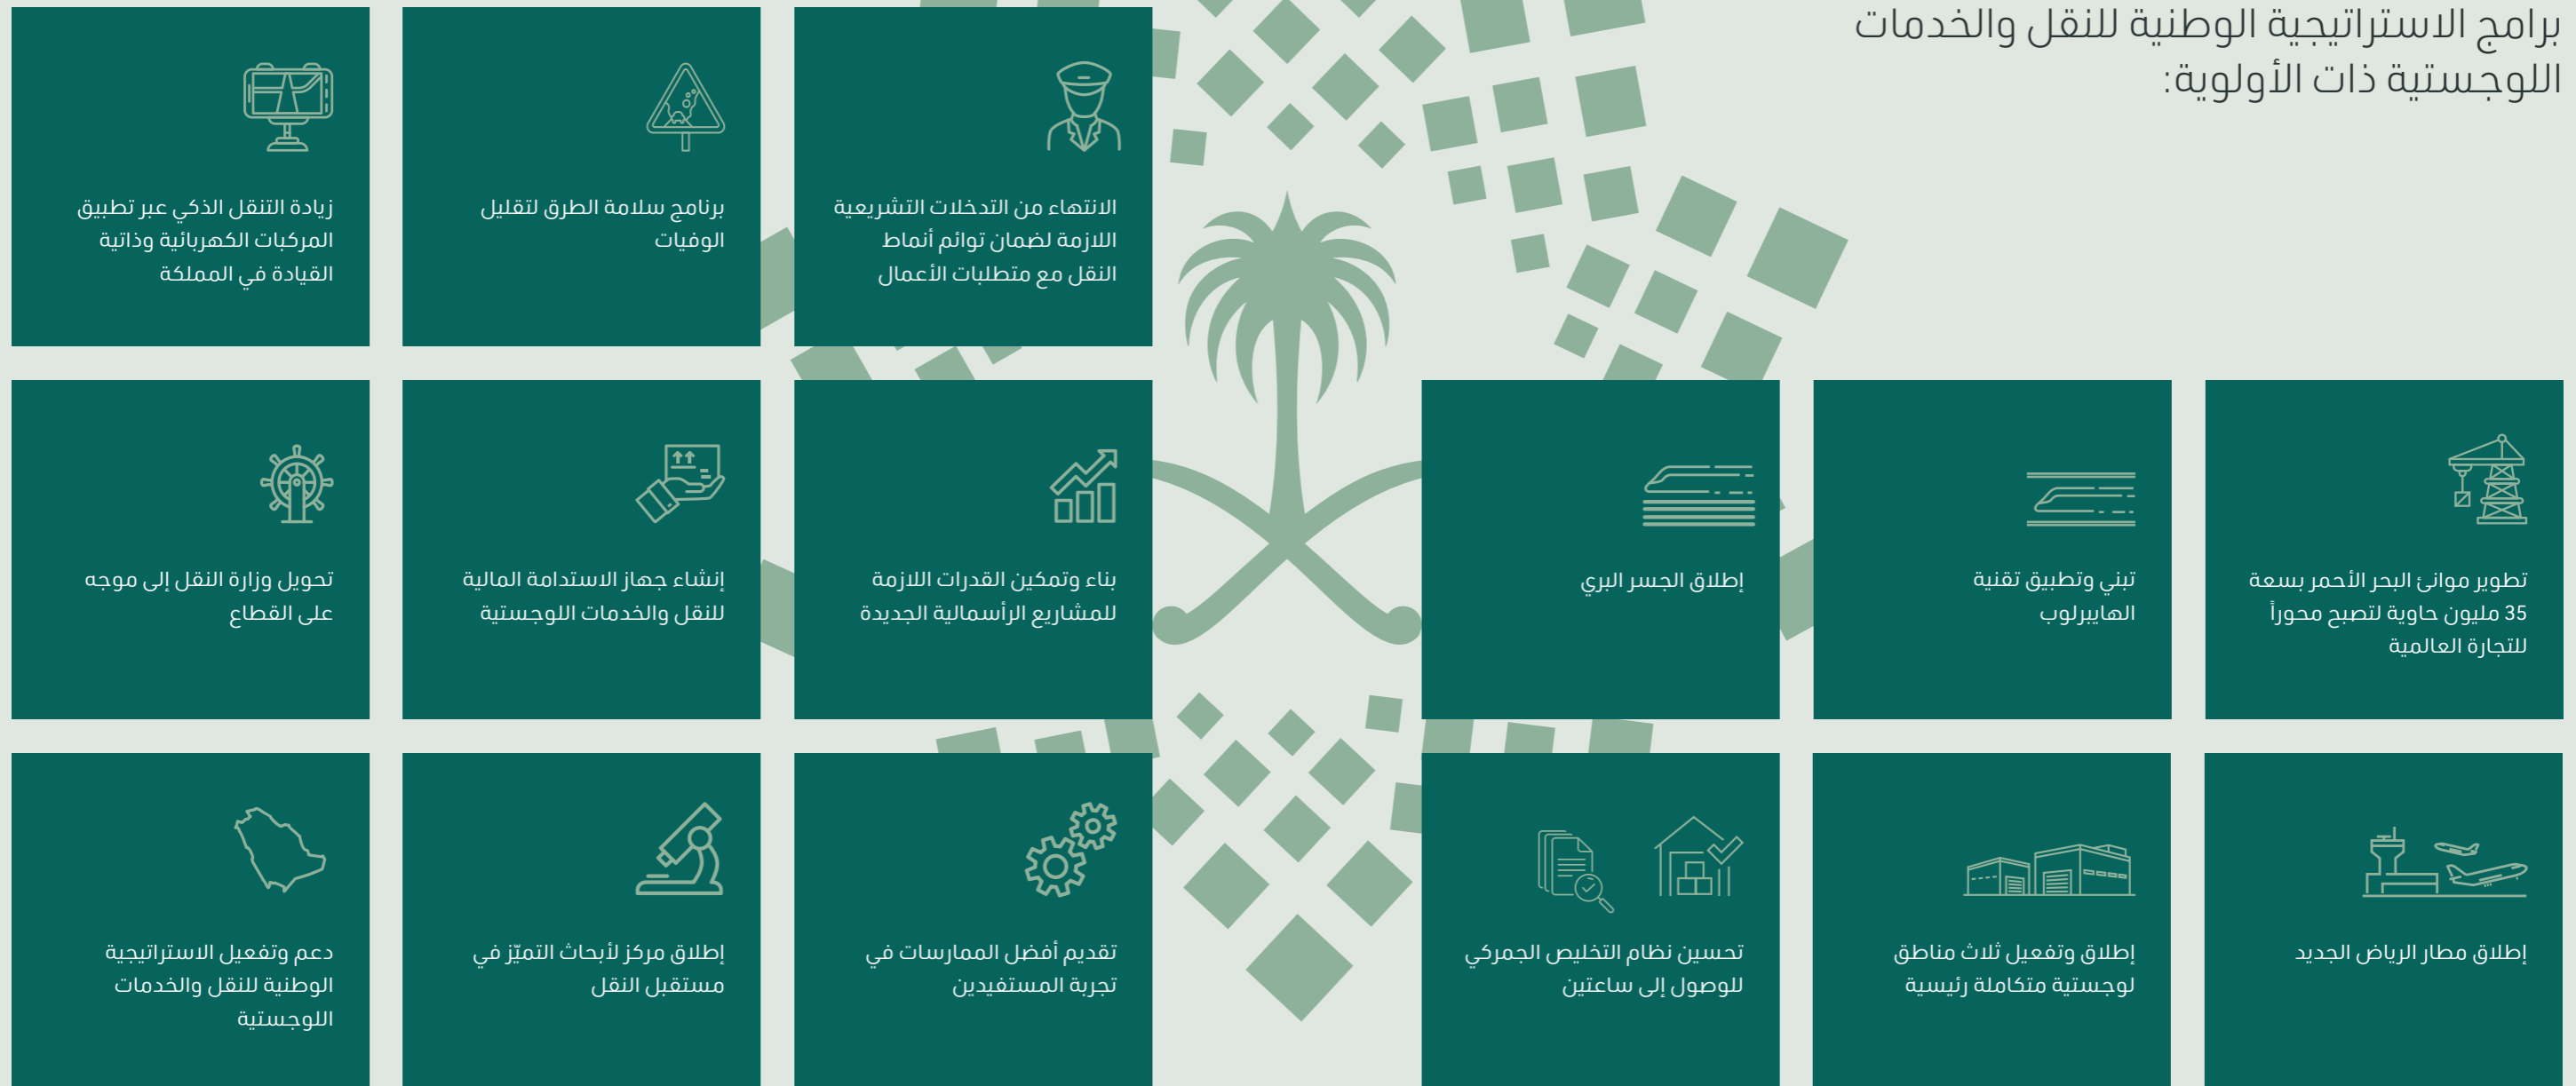 برامج الاستراتيجية الوطنية للنقل والخدمات
اللوجستية ذات الأولوية:
تطوير موانئ البحر الأحمر بسعة
35 مليون حاوية لتصبح محوراً
للتجارة العالمية
تبني وتطبيق تقنية
الهايبرلوب
إطلاق الجسر البري
إطلاق مطار الرياض الجديد
إطلاق وتفعيل ثلاث مناطق
لوجستية متكاملة رئيسية
تحسين نظام التخليص الجمركي
للوصول إلى ساعتين
الانتهاء من التدخلات التشريعية
اللازمة لضمان توائم أنماط
النقل مع متطلبات الأعمال
برنامج سلامة الطرق لتقليل
الوفيات
زيادة التنقل الذكي عبر تطبيق
المركبات الكهربائية وذاتية
القيادة في المملكة
بناء وتمكين القدرات اللازمة
للمشاريع الرأسمالية الجديدة
إنشاء جهاز الاستدامة المالية
للنقل والخدمات اللوجستية
تحويل وزارة النقل إلى موجه
على القطاع
تقديم أفضل الممارسات في
تجربة المستفيدين
إطلاق مركز لأبحاث التميّز في
مستقبل النقل
دعم وتفعيل الاستراتيجية
الوطنية للنقل والخدمات
اللوجستية